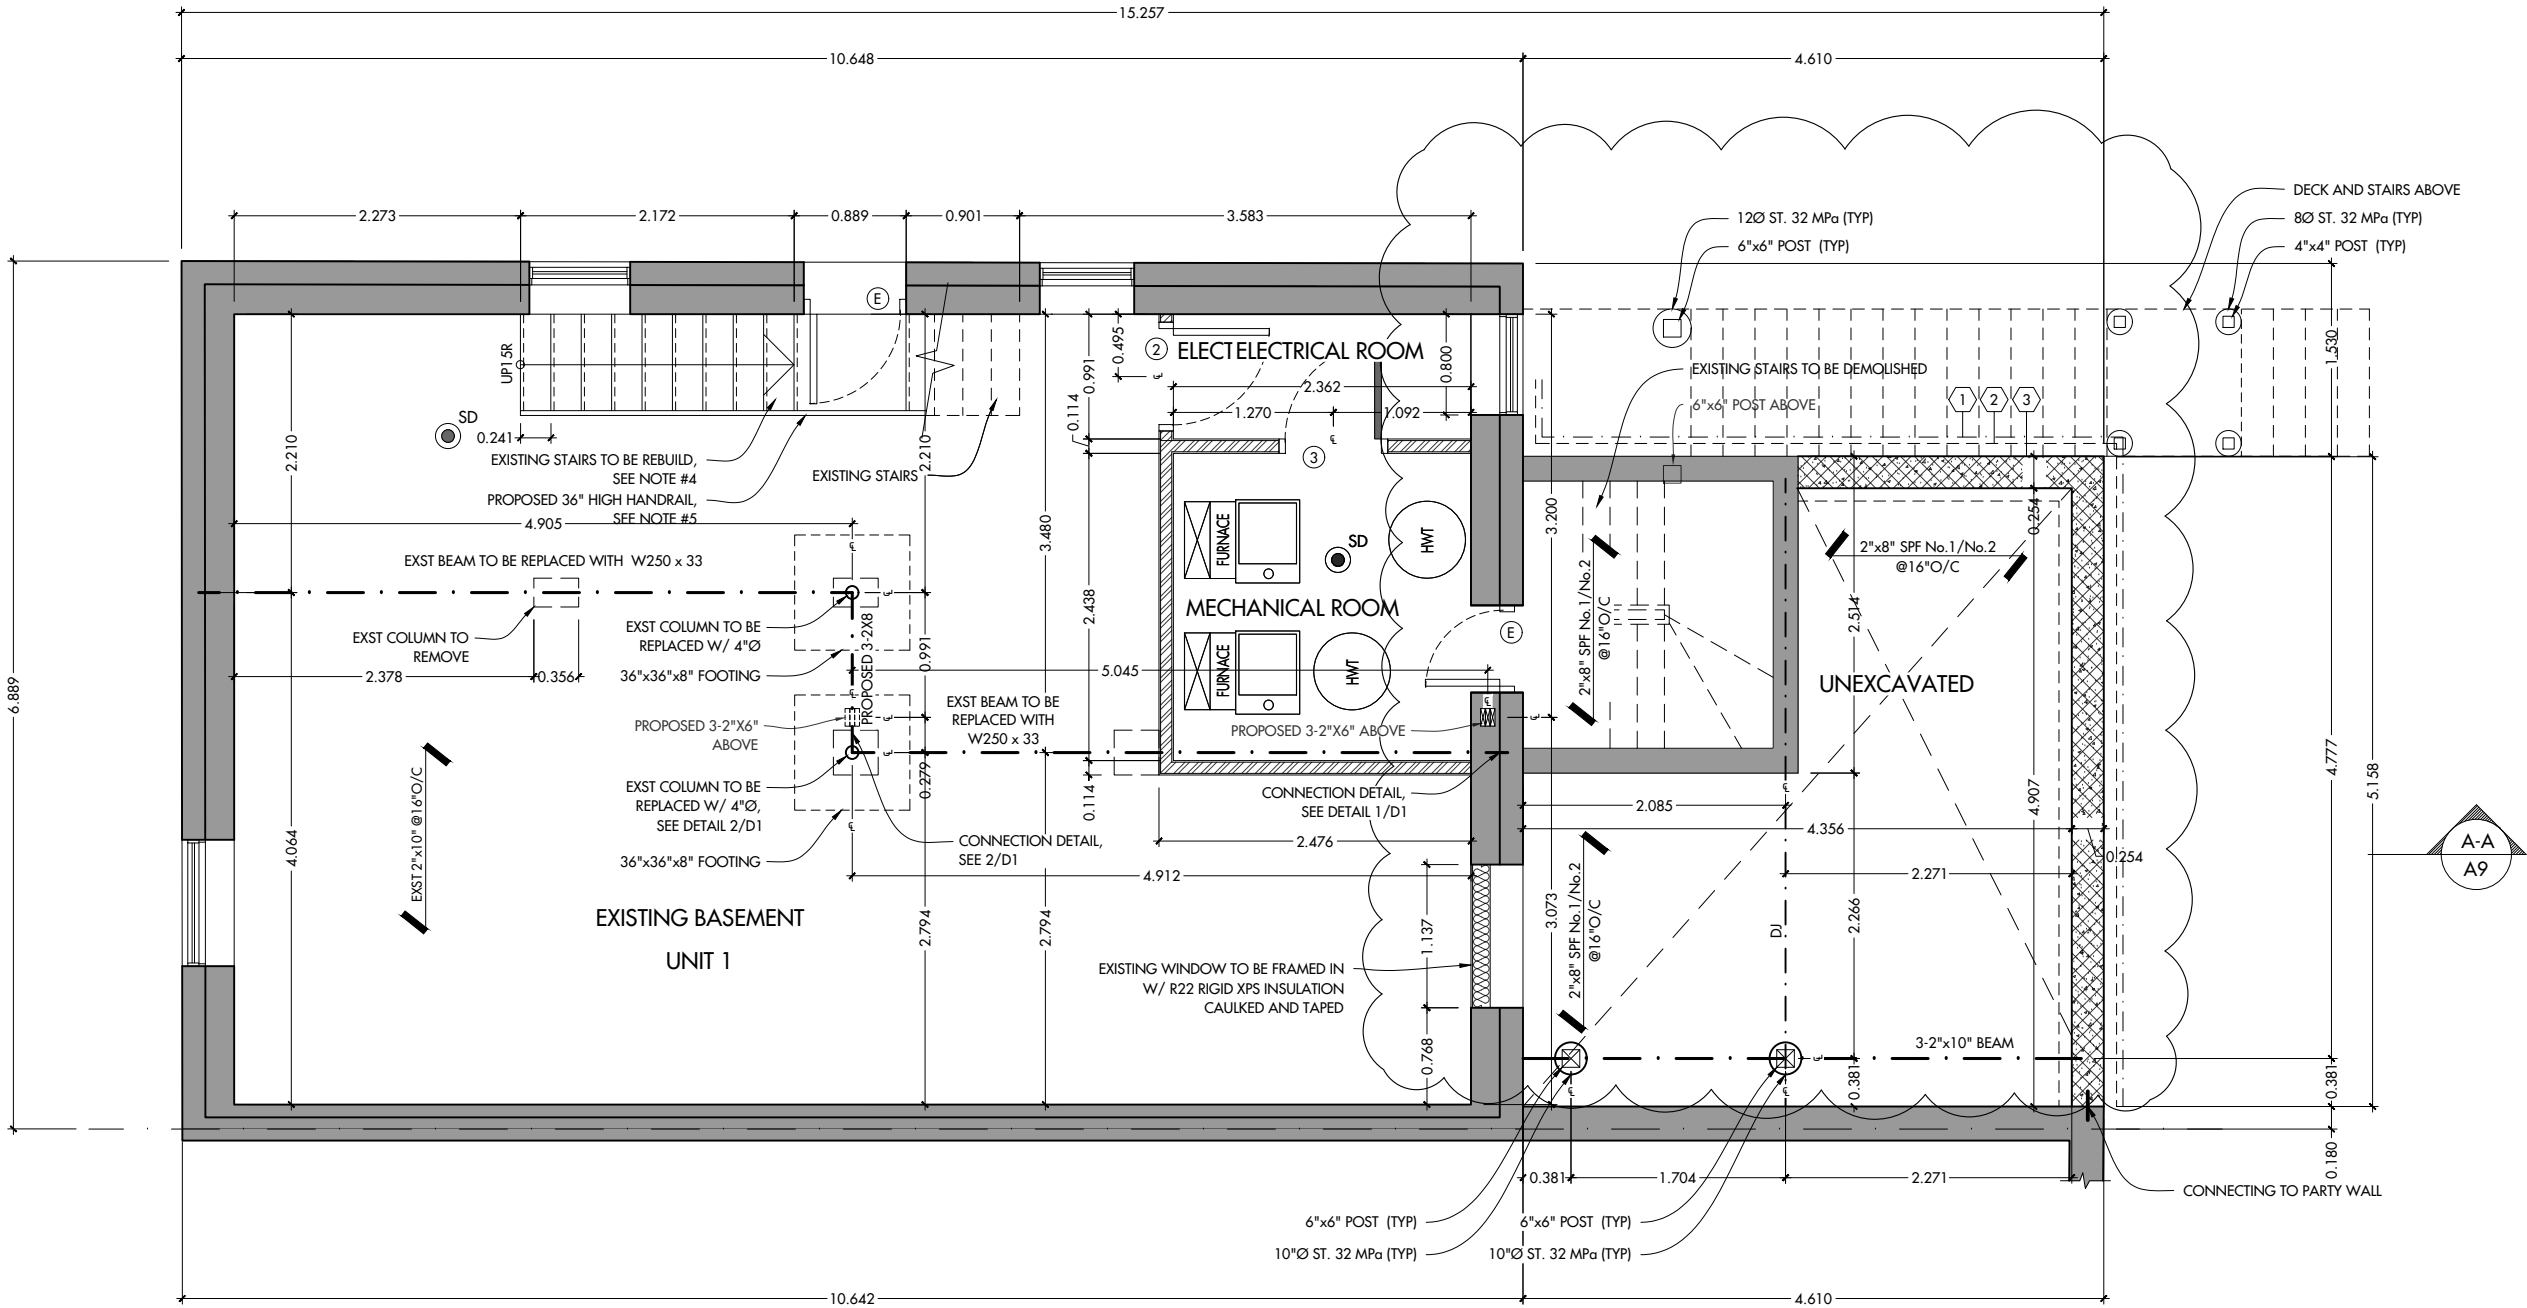 15.257
10.648
4.610
DECK AND STAIRS ABOVE
12Ø ST. 32 MPa (TYP)
6"x6" POST (TYP)
8Ø ST. 32 MPa (TYP)
4"x4" POST (TYP)
2.273
2.172
0.889
0.901
3.583
E
UP15R
SD
0.241
2.210
2.210
EXISTING STAIRS TO BE REBUILD,
SEE NOTE #4
PROPOSED 36" HIGH HANDRAIL,
SEE NOTE #5
EXISTING STAIRS
4.905
0.495
0.991
0.114
2
ELECTELECTRICAL ROOM
2.362
1.270
1.092
0.800
3
1.530
EXISTING STAIRS TO BE DEMOLISHED
6"x6" POST ABOVE
1
2
3
3.480
3.200
0.254
FURNACE
HWT
SD
MECHANICAL ROOM
FURNACE
HWT
2.438
E
EXST BEAM TO BE REPLACED WITH W250 x 33
EXST COLUMN TO
REMOVE
2.378
0.356
EXST COLUMN TO BE
REPLACED W/ 4"Ø
36"x36"x8" FOOTING
PROPOSED 3-2X8
0.991
5.045
EXST BEAM TO BE
REPLACED WITH
W250 x 33
PROPOSED 3-2"X6"
ABOVE
PROPOSED 3-2"X6" ABOVE
2"x8" SPF No.1/No.2
@16"O/C
2"x8" SPF No.1/No.2
@16"O/C
2.514
UNEXCAVATED
6.889
EXST 2"x10" @16"O/C
4.064
EXST COLUMN TO BE
REPLACED W/ 4"Ø,
SEE DETAIL 2/D1
36"x36"x8" FOOTING
0.279
0.114
CONNECTION DETAIL,
SEE 2/D1
CONNECTION DETAIL,
SEE DETAIL 1/D1
2.476
4.912
2.085
4.356
4.907
4.777
5.158
0.254
2.271
A-A
A9
EXISTING BASEMENT
UNIT 1
2.794
2.794
1.137
3.073
2"x8" SPF No.1/No.2
@16"O/C
DJ
2.266
EXISTING WINDOW TO BE FRAMED IN
W/ R22 RIGID XPS INSULATION
CAULKED AND TAPED
0.768
3-2"x10" BEAM
0.381
0.381
0.180
0.381
1.704
2.271
CONNECTING TO PARTY WALL
6"x6" POST (TYP)
6"x6" POST (TYP)
10"Ø ST. 32 MPa (TYP)
10"Ø ST. 32 MPa (TYP)
10.642
4.610